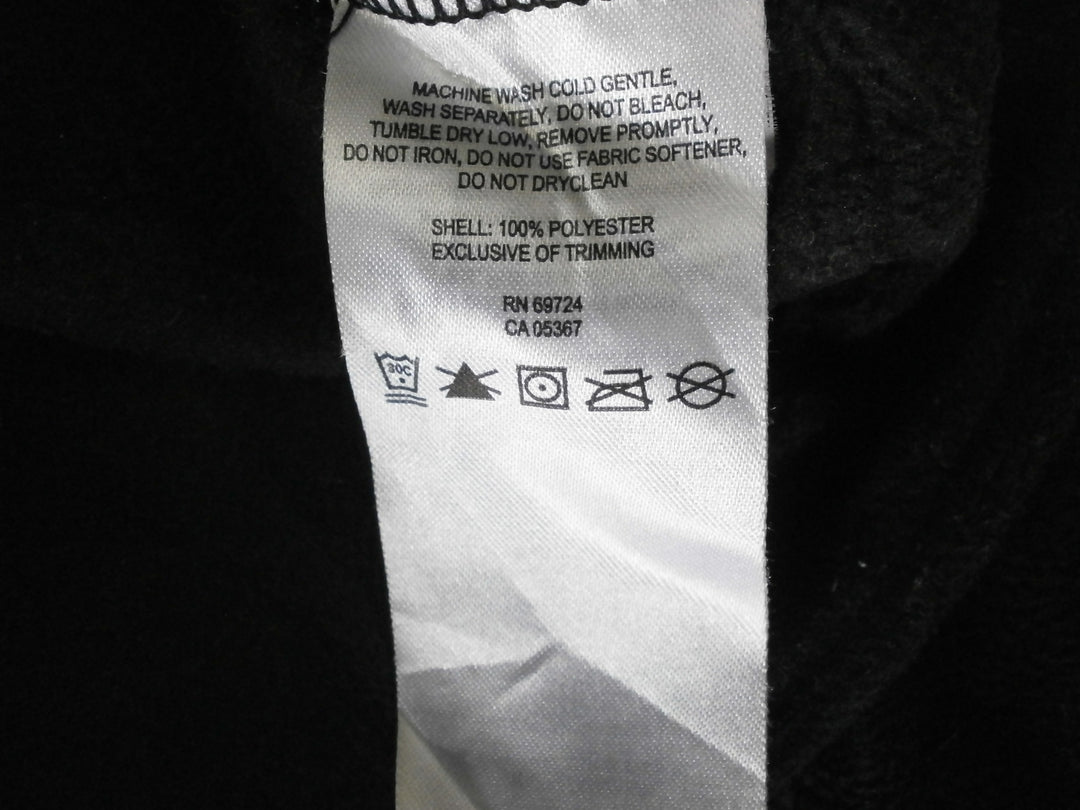 MACHINE WASH COLD GENTLE,
WASH SEPARATELY, DO NOT BLEACH,
TUMBLE DRY LOW, REMOVE PROMPTLY,
DO NOT IRON, DO NOT USE FABRIC SOFTENER,
DO NOT DRYCLEAN
SHELL: 100% POLYESTER
EXCLUSIVE OF TRIMMING
RN 69724
CA 05367
30C